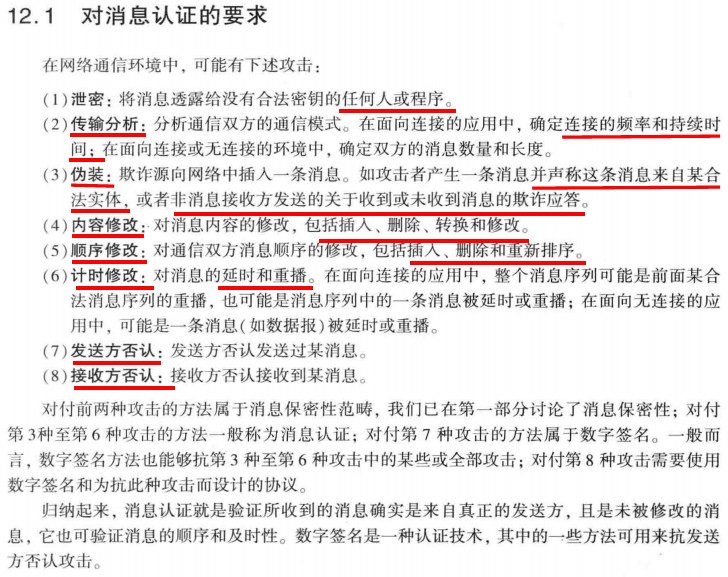 12.1 对消息认证的要求
在网络通信环境中，可能有下述攻击：
(1) 泄密：将消息透露给没有合法密钥的任何人或程序。
(2) 传输分析：分析通信双方的通信模式。在面向连接的应用中，确定连接的频率和持续时
间；在面向连接或无连接的环境中，确定双方的消息数量和长度。
(3) 伪装：欺诈源向网络中插入一条消息。如攻击者产生一条消息并声称这条消息来自某合
法实体，或者非消息接收方发送的关于收到或未收到消息的欺诈应答。
(4) 内容修改：对消息内容的修改，包括插入、删除、转换和修改。
(5) 顺序修改：对通信双方消息顺序的修改，包括插入、删除和重新排序。
(6) 计时修改：对消息的延时和重播。在面向连接的应用中，整个消息序列可能是前面某合
法消息序列的重播，也可能是消息序列中的一条消息被延时或重播；在面向无连接的应
用中，可能是一条消息(如数据报)被延时或重播。
(7) 发送方否认：发送方否认发送过某消息。
(8) 接收方否认：接收方否认接收到某消息。
对付前两种攻击的方法属于消息保密性范畴，我们已在第一部分讨论了消息保密性；对付
第3种至第6种攻击的方法一般称为消息认证；对付第7种攻击的方法属于数字签名。一般而
言，数字签名方法也能够抗第3种至第6种攻击中的某些或全部攻击；对付第8种攻击需要使用
数字签名和为抗此种攻击而设计的协议。
归纳起来，消息认证就是验证所收到的消息确实是来自真正的发送方，且是未被修改的消
息，它也可验证消息的顺序和及时性。数字签名是一种认证技术，其中的一些方法可用来抗发送
方否认攻击。